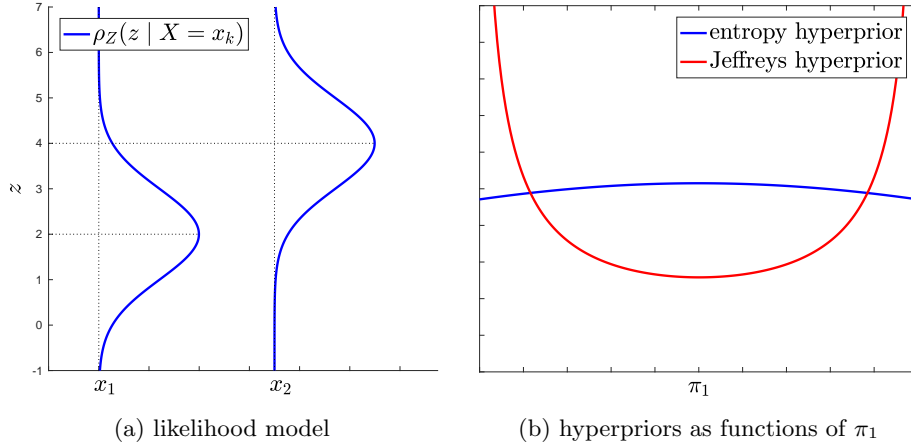 7
6
5
4
3
2
1
0
-1
z
ρ_Z(z | X = x_k)
x_1
x_2
(a) likelihood model
entropy hyperprior
Jeffreys hyperprior
π_1
(b) hyperpriors as functions of π_1